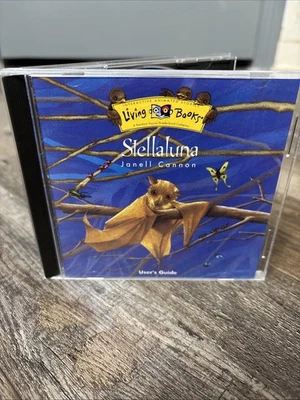 Living Books
Stellaluna
Janell Cannon
User's Guide